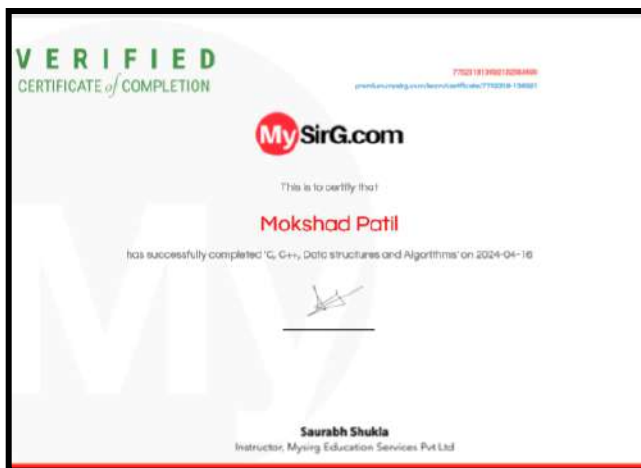 VERIFIED
CERTIFICATE of COMPLETION
MySirG.com
This is to certify that
Mokshad Patil
has successfully completed 'C, C++, Data structures and Algorithms' on 2024-04-16
Saurabh Shukla
Instructor, Mysirg Education Services Pvt Ltd
My